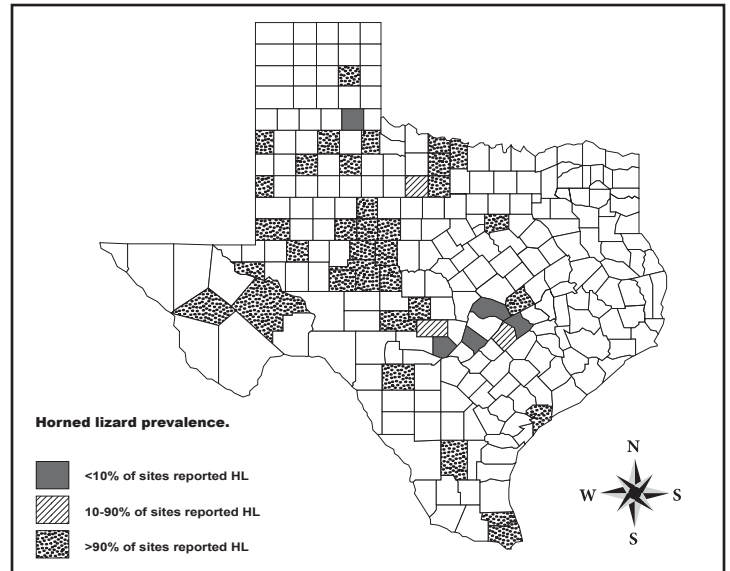 Horned lizard prevalence.
<10% of sites reported HL
10-90% of sites reported HL
>90% of sites reported HL
N
W S
S